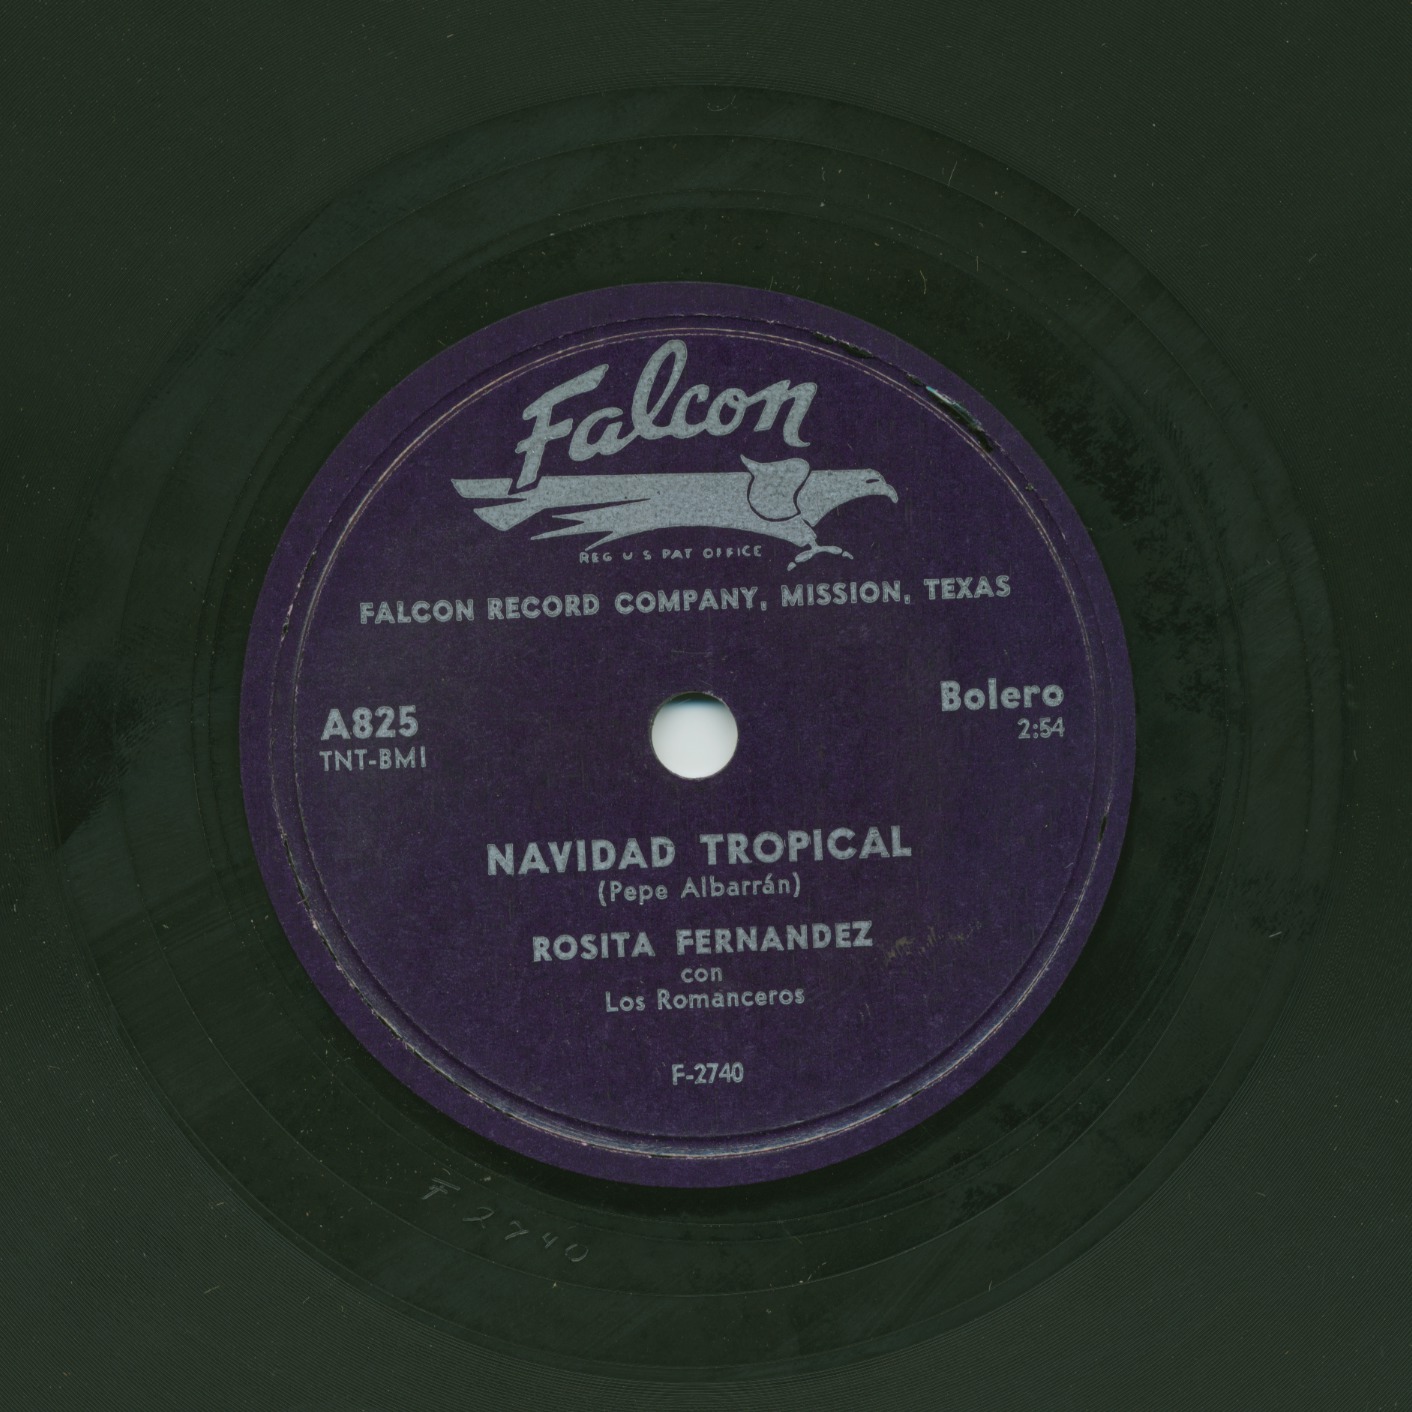 Falcon
REG U S PAT OFFICE
FALCON RECORD COMPANY, MISSION, TEXAS
A825
TNT-BMI
Bolero
2:54
NAVIDAD TROPICAL
(Pepe Albarrán)
ROSITA FERNANDEZ
con
Los Romanceros
F-2740
F 2740